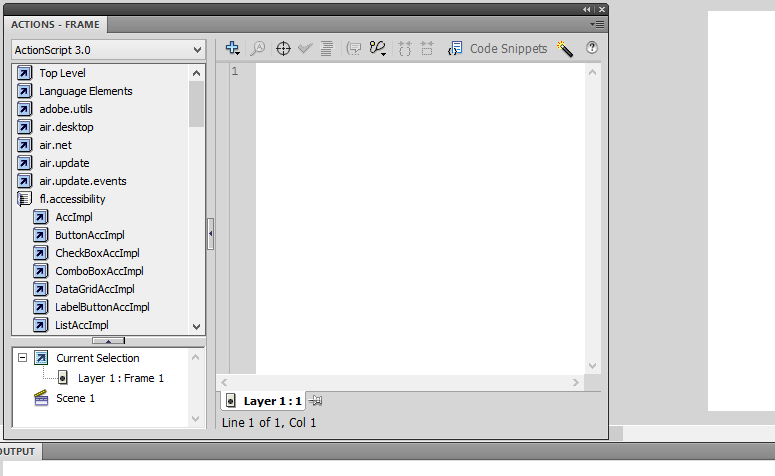 ACTIONS - FRAME
ActionScript 3.0
Code Snippets
Top Level
Language Elements
adobe.utils
air.desktop
air.net
air.update
air.update.events
fl.accessibility
AccImpl
ButtonAccImpl
CheckBoxAccImpl
ComboBoxAccImpl
DataGridAccImpl
LabelButtonAccImpl
ListAccImpl
1
Current Selection
Layer 1 : Frame 1
Scene 1
Layer 1 : 1
Line 1 of 1, Col 1
OUTPUT